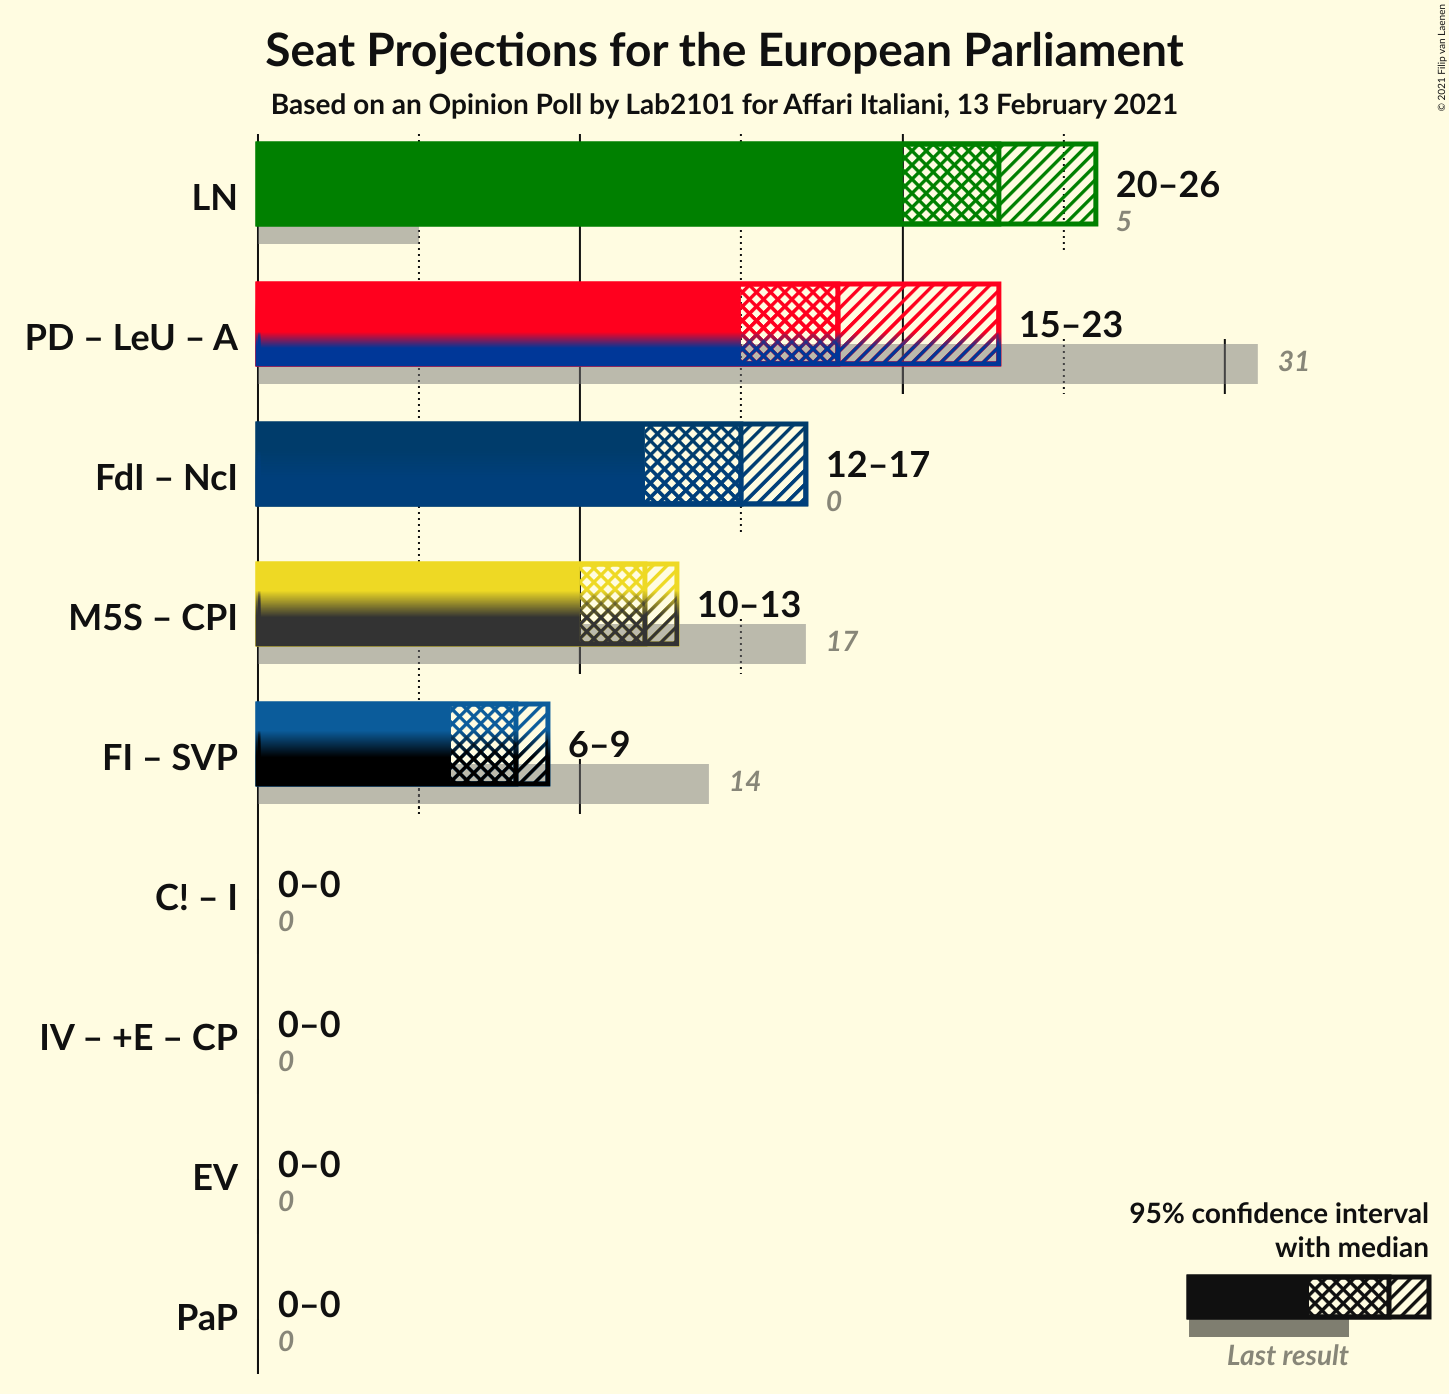 Seat Projections for the European Parliament
Based on an Opinion Poll by Lab2101 for Affari Italiani, 13 February 2021
© 2021 Filip van Laenen
LN
20–26
5
PD – LeU – A
15–23
31
FdI – NcI
12–17
0
M5S – CPI
10–13
17
FI – SVP
6–9
14
C! – I
0–0
0
IV – +E – CP
0–0
0
EV
0–0
0
PaP
0–0
0
95% confidence interval
with median
Last result